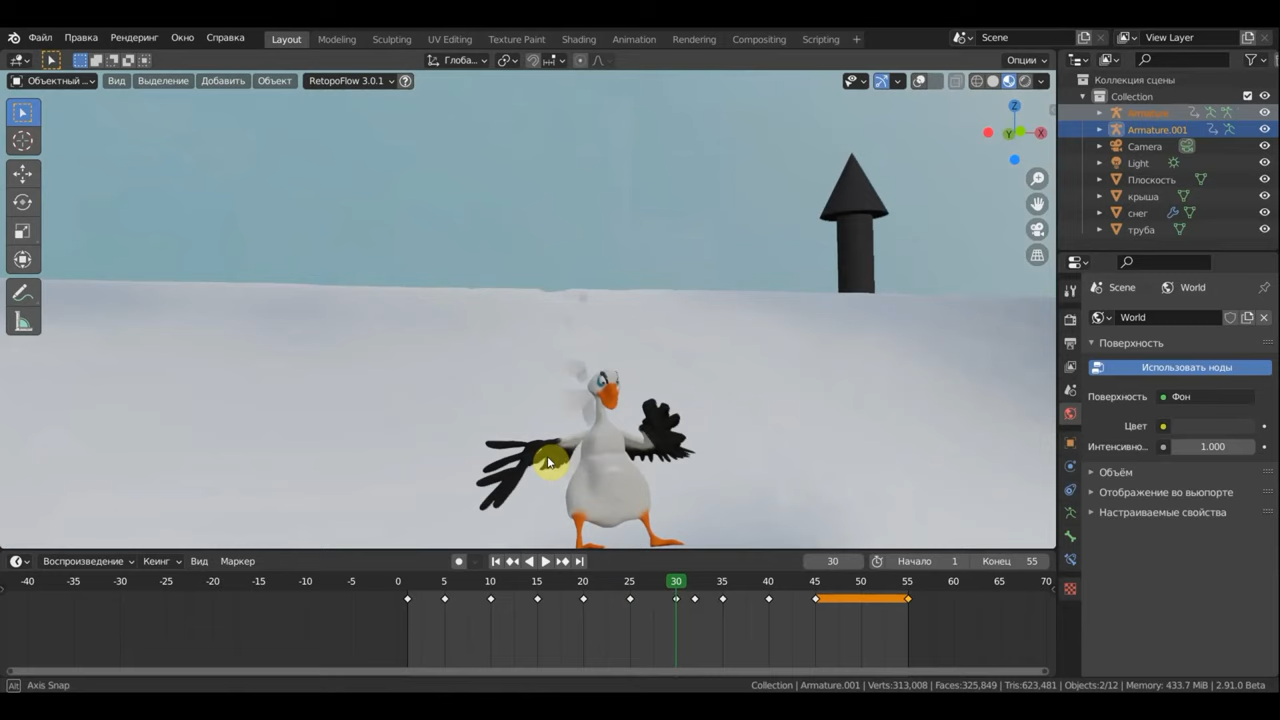 Файл Правка Рендеринг Окно Справка Layout Modeling Sculpting UV Editing Texture Paint Shading Animation Rendering Compositing Scripting + Scene View Layer
Глоба... Опции
Объектный ... Вид Выделение Добавить Объект RetopoFlow 3.0.1 ?
Коллекция сцены
Collection
Armature
Armature.001
Camera
Light
Плоскость
крыша
снег
труба
Z
Y X
Scene World
World
Поверхность
Использовать ноды
Поверхность Фон
Цвет
Интенсивно... 1.000
Объём
Отображение во вьюпорте
Настраиваемые свойства
Воспроизведение Кеинг Вид Маркер 30 Начало 1 Конец 55
-40 -35 -30 -25 -20 -15 -10 -5 0 5 10 15 20 25 30 35 40 45 50 55 60 65 70
Alt Axis Snap Collection | Armature.001 | Verts:313,008 | Faces:325,849 | Tris:623,481 | Objects:2/12 | Memory: 433.7 MiB | 2.91.0 Beta